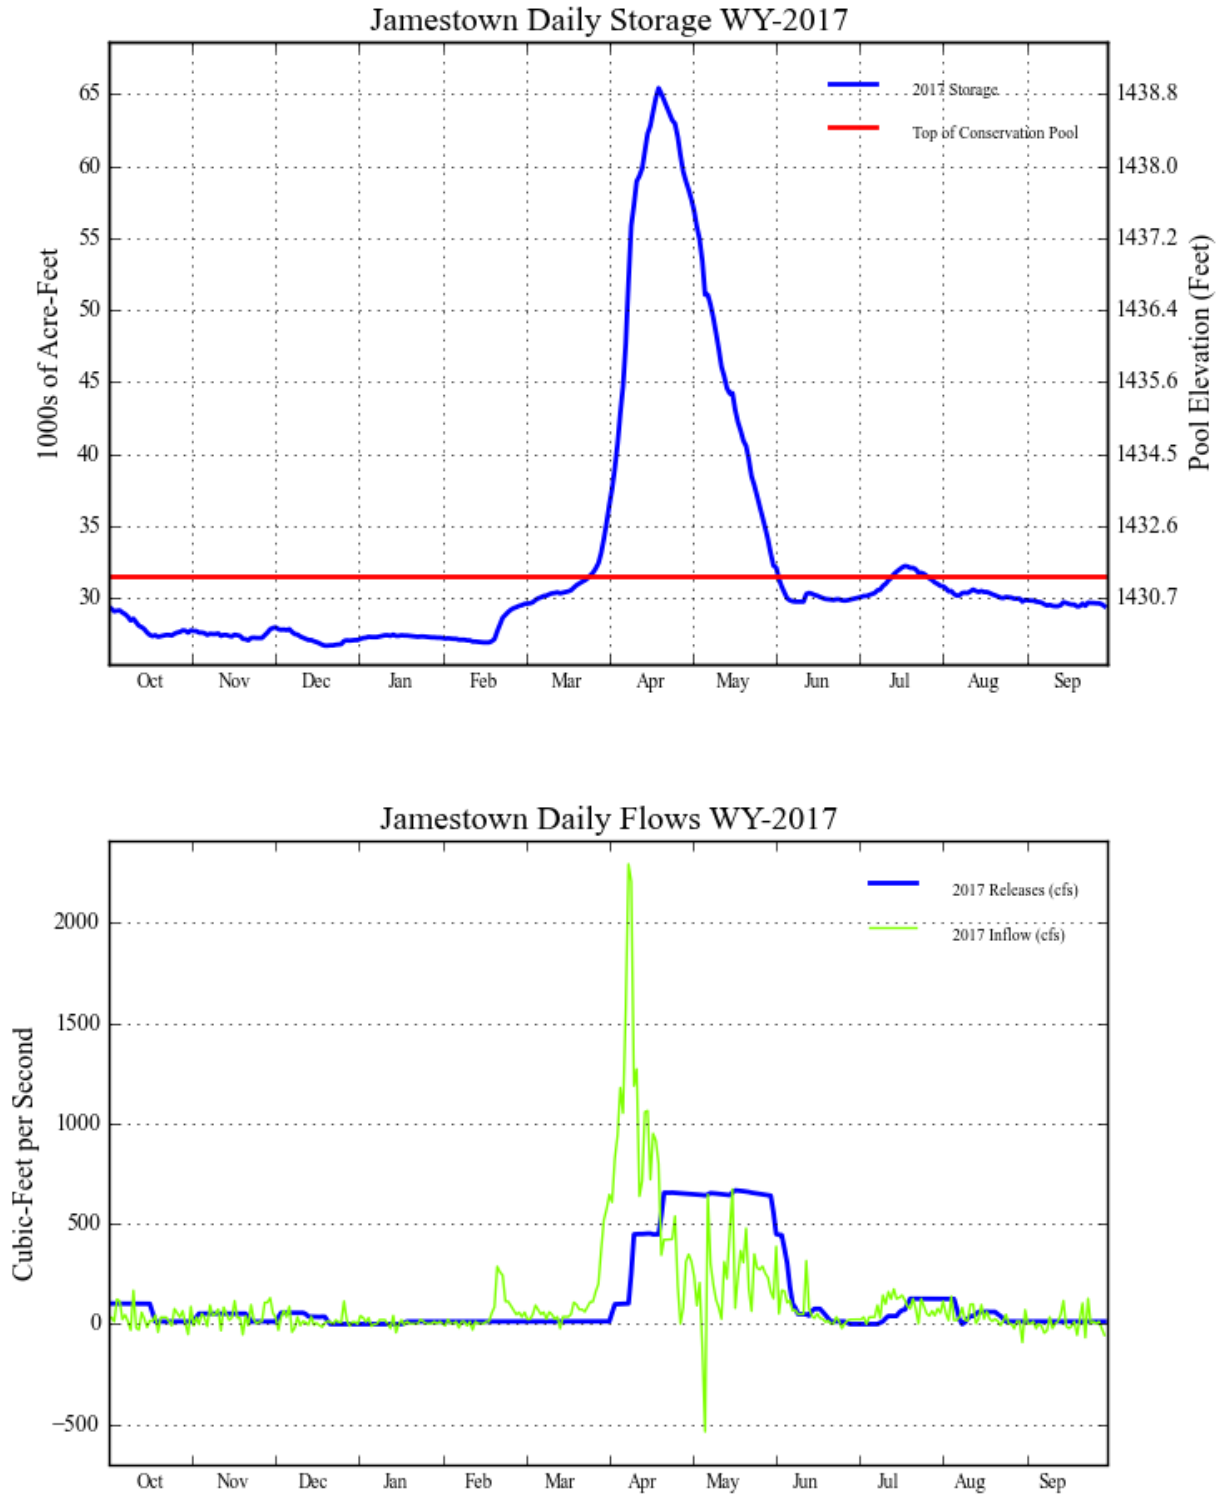 Jamestown Daily Storage WY-2017
65
60
55
50
45
40
35
30
1000s of Acre-Feet
2017 Storage
Top of Conservation Pool
1438.8
1438.0
1437.2
1436.4
1435.6
1434.5
1432.6
1430.7
Pool Elevation (Feet)
Oct Nov Dec Jan Feb Mar Apr May Jun Jul Aug Sep
Jamestown Daily Flows WY-2017
2000
1500
1000
500
0
−500
Cubic-Feet per Second
2017 Releases (cfs)
2017 Inflow (cfs)
Oct Nov Dec Jan Feb Mar Apr May Jun Jul Aug Sep